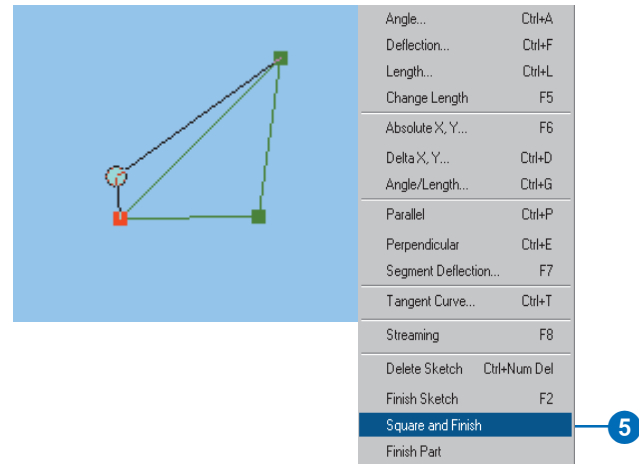 Angle... Ctrl+A
Deflection... Ctrl+F
Length... Ctrl+L
Change Length F5
Absolute X, Y... F6
Delta X, Y... Ctrl+D
Angle/Length... Ctrl+G
Parallel Ctrl+P
Perpendicular Ctrl+E
Segment Deflection... F7
Tangent Curve... Ctrl+T
Streaming F8
Delete Sketch Ctrl+Num Del
Finish Sketch F2
Square and Finish 5
Finish Part